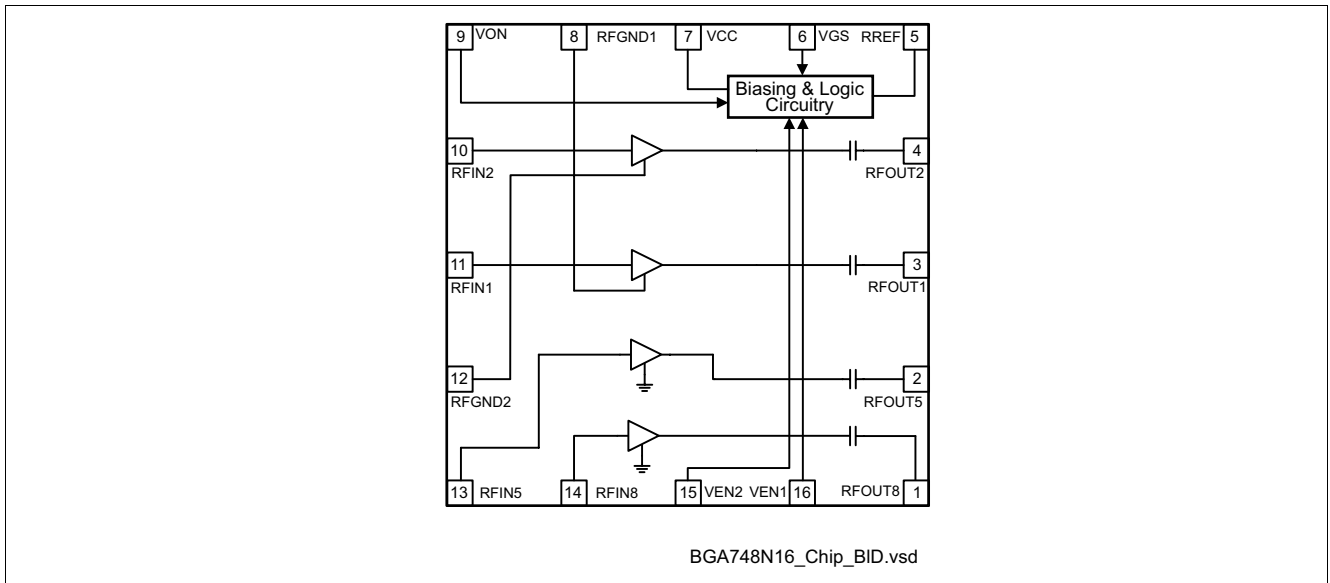 9 VON 8 RFGND1 7 VCC 6 VGS RREF 5
Biasing & Logic
Circuitry
10 4
RFIN2 RFOUT2
11 3
RFIN1 RFOUT1
12 2
RFGND2 RFOUT5
13 RFIN5 14 RFIN8 15 VEN2 VEN1 16 RFOUT8 1
BGA748N16_Chip_BID.vsd